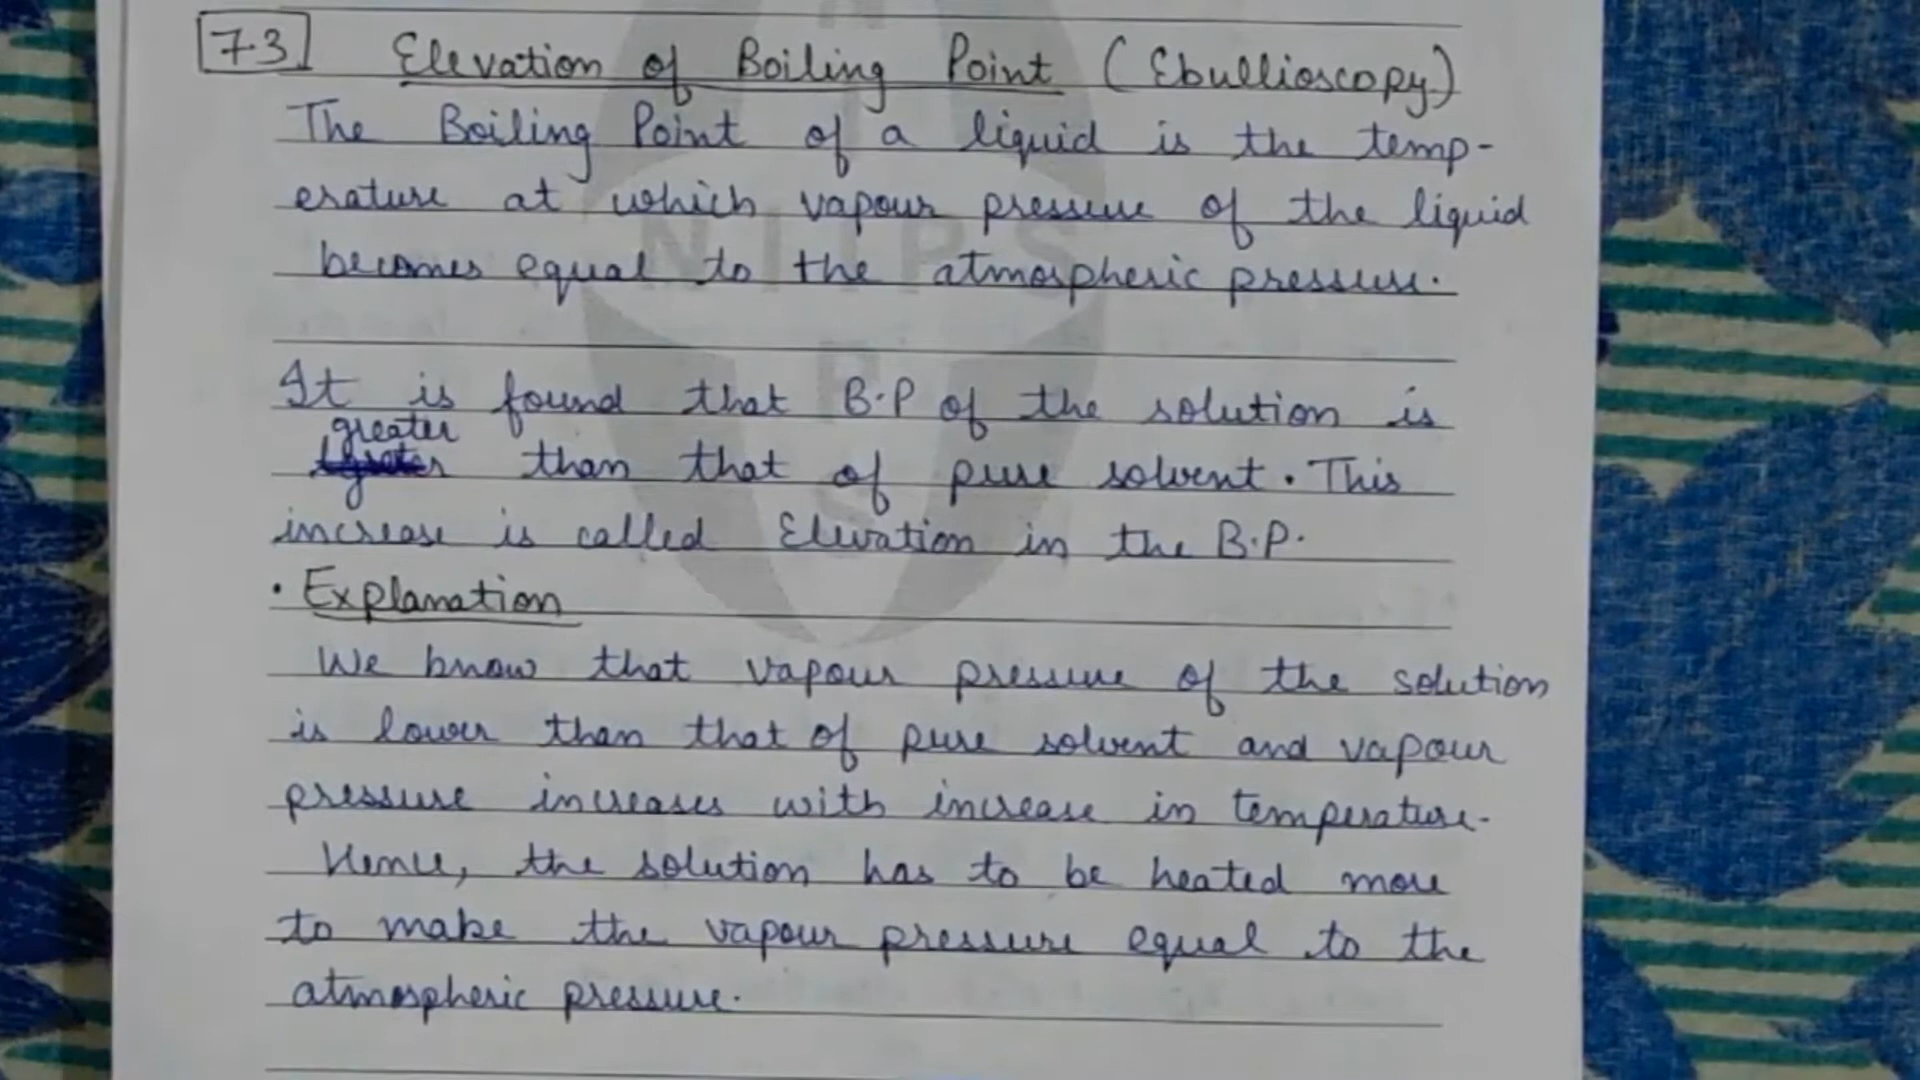 7.3 Elevation of Boiling Point (Ebullioscopy)
The Boiling Point of a liquid is the temp-
erature at which vapour pressure of the liquid
becomes equal to the atmospheric pressure.
It is found that B.P of the solution is
greater
than that of pure solvent. This
increase is called Elevation in the B.P.
• Explanation
We know that vapour pressure of the solution
is lower than that of pure solvent and vapour
pressure increases with increase in temperature.
Hence, the solution has to be heated more
to make the vapour pressure equal to the
atmospheric pressure.